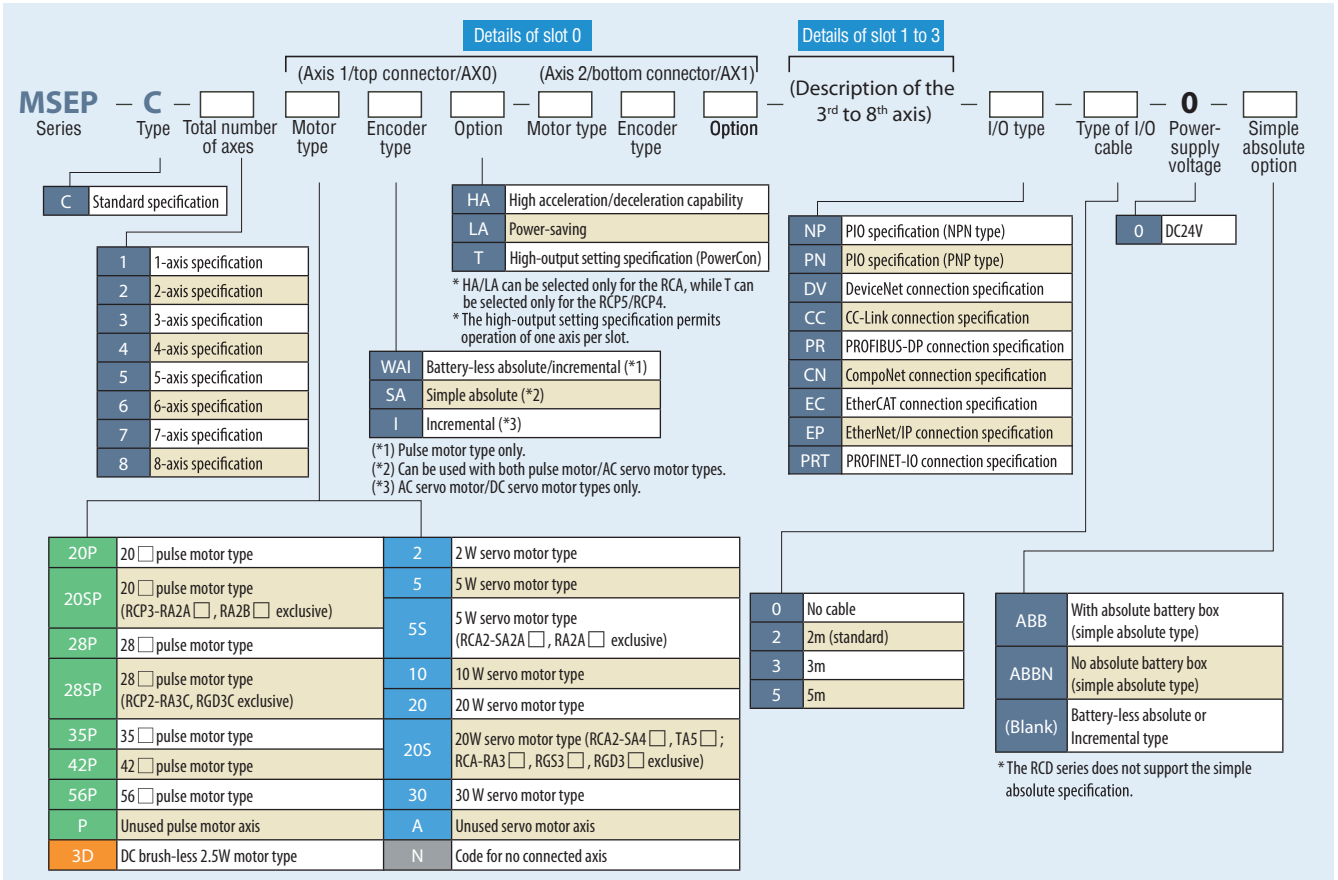 Details of slot 0
Details of slot 1 to 3
(Axis 1/top connector/AX0)
(Axis 2/bottom connector/AX1)
(Description of the
3rd to 8th axis)
MSEP – C – – – – – – 0 –
Series
Type
Total number
of axes
Motor
type
Encoder
type
Option
Motor type
Encoder
type
Option
I/O type
Type of I/O
cable
Power-
supply
voltage
Simple
absolute
option
C Standard specification
1 1-axis specification
2 2-axis specification
3 3-axis specification
4 4-axis specification
5 5-axis specification
6 6-axis specification
7 7-axis specification
8 8-axis specification
HA High acceleration/deceleration capability
LA Power-saving
T High-output setting specification (PowerCon)
* HA/LA can be selected only for the RCA, while T can
be selected only for the RCP5/RCP4.
* The high-output setting specification permits
operation of one axis per slot.
WAI Battery-less absolute/incremental (*1)
SA Simple absolute (*2)
I Incremental (*3)
(*1) Pulse motor type only.
(*2) Can be used with both pulse motor/AC servo motor types.
(*3) AC servo motor/DC servo motor types only.
NP PIO specification (NPN type)
PN PIO specification (PNP type)
DV DeviceNet connection specification
CC CC-Link connection specification
PR PROFIBUS-DP connection specification
CN CompoNet connection specification
EC EtherCAT connection specification
EP EtherNet/IP connection specification
PRT PROFINET-IO connection specification
0 DC24V
20P 20 □ pulse motor type
20SP 20 □ pulse motor type
(RCP3-RA2A □ , RA2B □ exclusive)
28P 28 □ pulse motor type
28SP 28 □ pulse motor type
(RCP2-RA3C, RGD3C exclusive)
35P 35 □ pulse motor type
42P 42 □ pulse motor type
56P 56 □ pulse motor type
P Unused pulse motor axis
3D DC brush-less 2.5W motor type
2 2 W servo motor type
5 5 W servo motor type
5S 5 W servo motor type
(RCA2-SA2A □ , RA2A □ exclusive)
10 10 W servo motor type
20 20 W servo motor type
20S 20W servo motor type (RCA2-SA4 □ , TA5 □ ;
RCA-RA3 □ , RGS3 □ , RGD3 □ exclusive)
30 30 W servo motor type
A Unused servo motor axis
N Code for no connected axis
0 No cable
2 2m (standard)
3 3m
5 5m
ABB With absolute battery box
(simple absolute type)
ABBN No absolute battery box
(simple absolute type)
(Blank) Battery-less absolute or
Incremental type
* The RCD series does not support the simple
absolute specification.